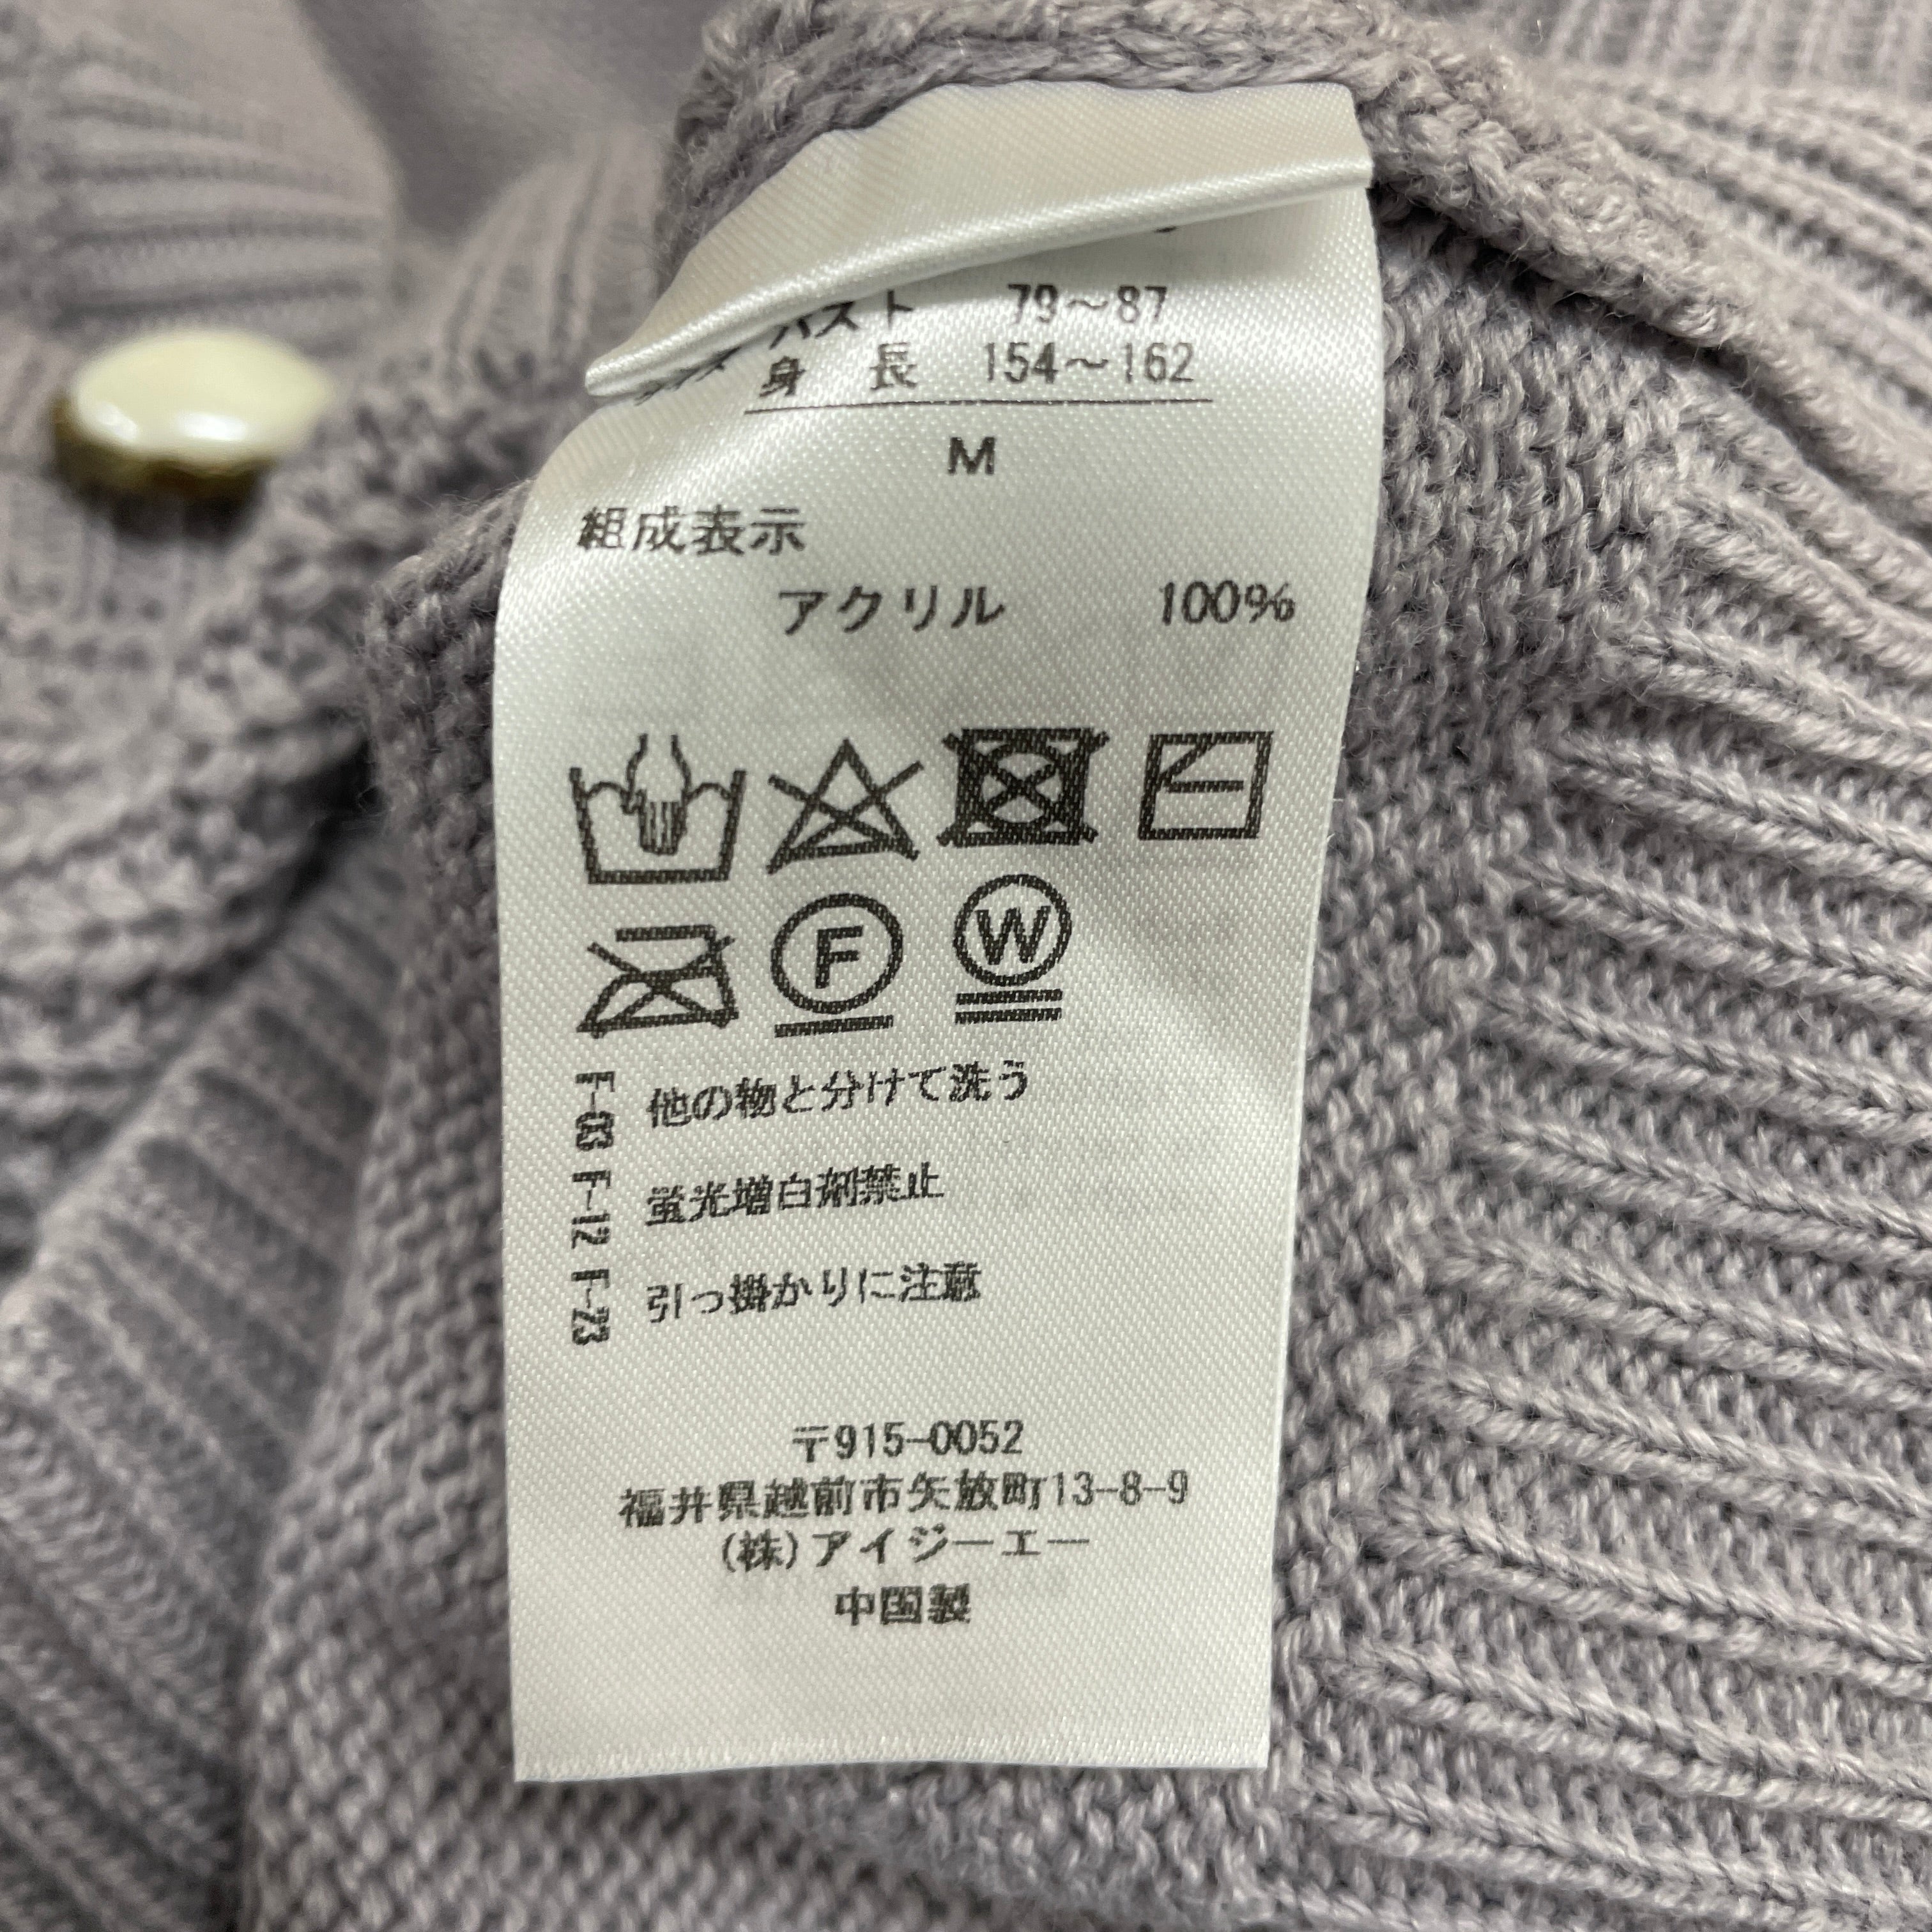 バスト 79～87
身 長 154～162
M
組成表示
アクリル 100%
F
W
F-03 F-12 F-23
他の物と分けて洗う
蛍光増白剤禁止
引っ掛かりに注意
〒915-0052
福井県越前市矢放町13-8-9
(株)アイジーエー
中国製